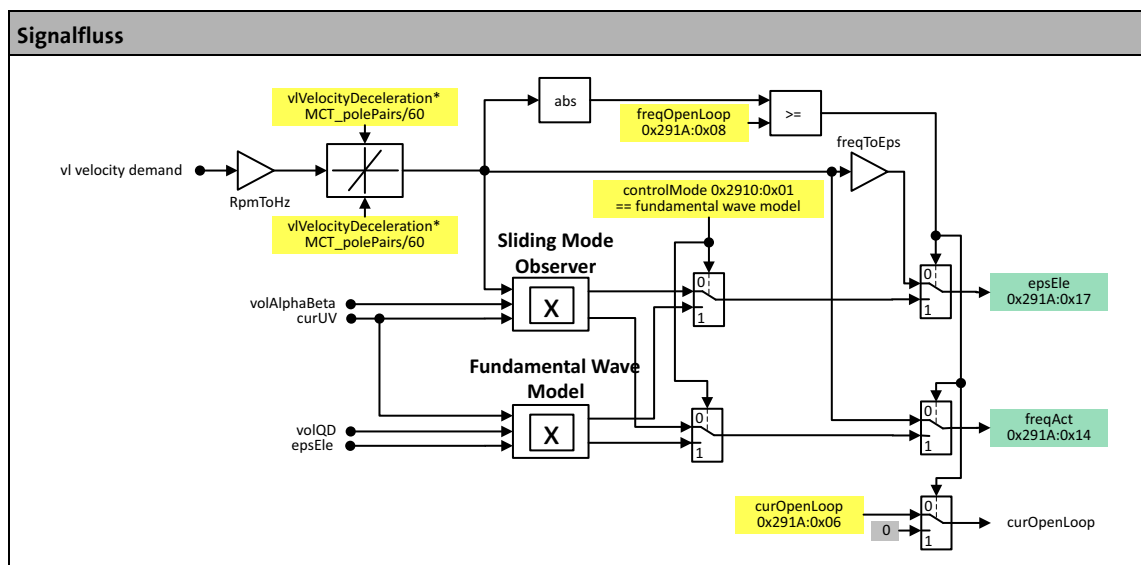 Signalfluss
vlVelocityDeceleration*
MCT_polePairs/60
abs
freqOpenLoop
0x291A:0x08
>=
freqToEps
vl velocity demand
RpmToHz
controlMode 0x2910:0x01
== fundamental wave model
vlVelocityDeceleration*
MCT_polePairs/60
Sliding Mode
Observer
0
1
0
1
epsEle
0x291A:0x17
volAlphaBeta
curUV
X
Fundamental Wave
Model
0
1
0
1
freqAct
0x291A:0x14
volQD
epsEle
X
curOpenLoop
0x291A:0x06
0
0
1
curOpenLoop